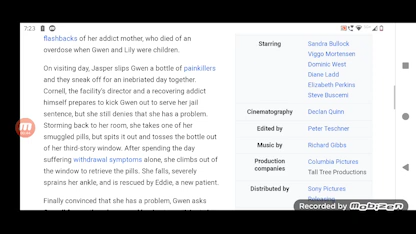 7:23
flashbacks of her addict mother, who died of an
overdose when Gwen and Lily were children.
On visiting day, Jasper slips Gwen a bottle of painkillers
and they sneak off for an inebriated day together.
Cornell, the facility's director and a recovering addict
himself prepares to kick Gwen out to serve her jail
sentence, but she still denies that she has a problem.
Storming back to her room, she takes one of her
smuggled pills, but spits it out and tosses the bottle out
of her third-story window. After spending the day
suffering withdrawal symptoms alone, she climbs out of
the window to retrieve the pills. She falls, severely
sprains her ankle, and is rescued by Eddie, a new patient.
Finally convinced that she has a problem, Gwen asks
Starring Sandra Bullock
Viggo Mortensen
Dominic West
Diane Ladd
Elizabeth Perkins
Steve Buscemi
Cinematography Declan Quinn
Edited by Peter Teschner
Music by Richard Gibbs
Production Columbia Pictures
companies Tall Tree Productions
Distributed by Sony Pictures
Recorded by Mobizen